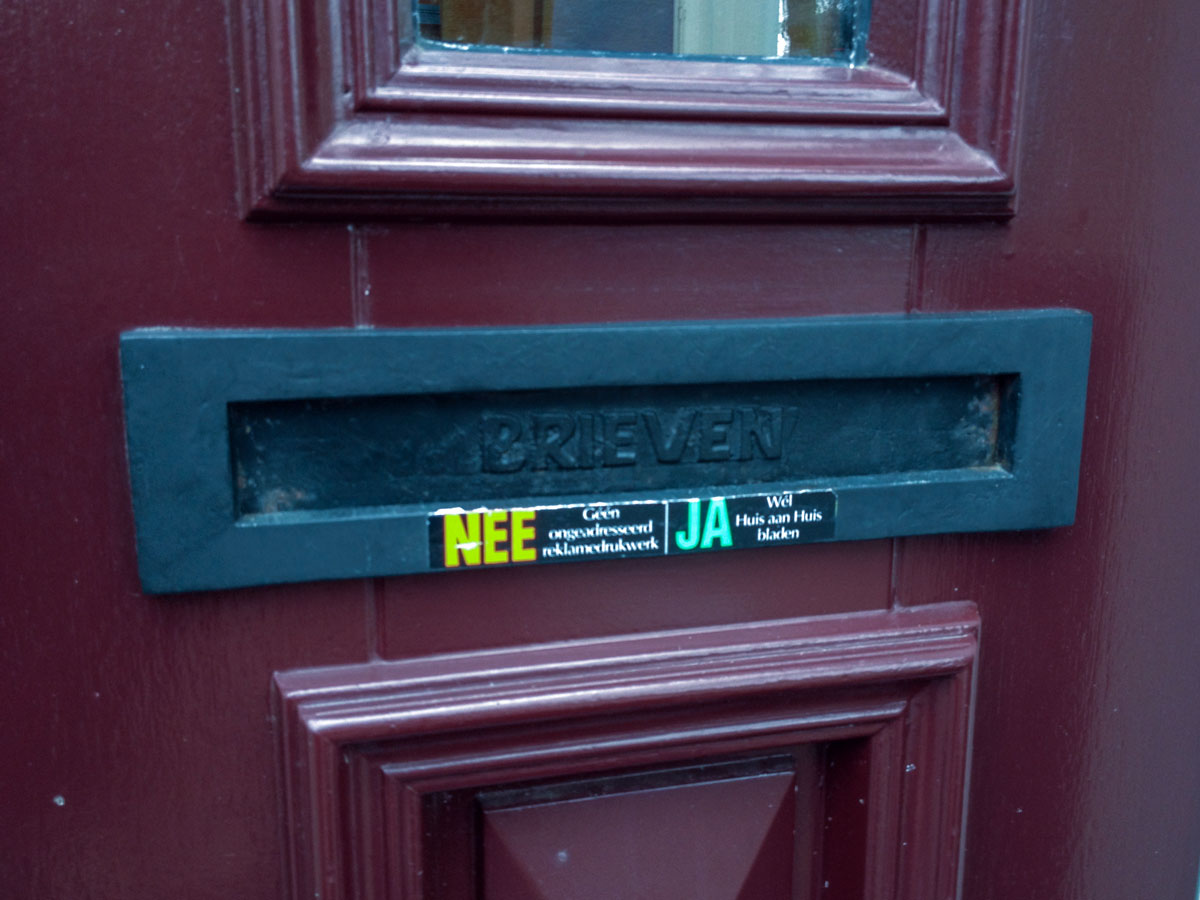 BRIEVEN
NEE
Géén
ongeadresseerd
reklamedrukwerk
JA
Wél
Huis aan Huis
bladen